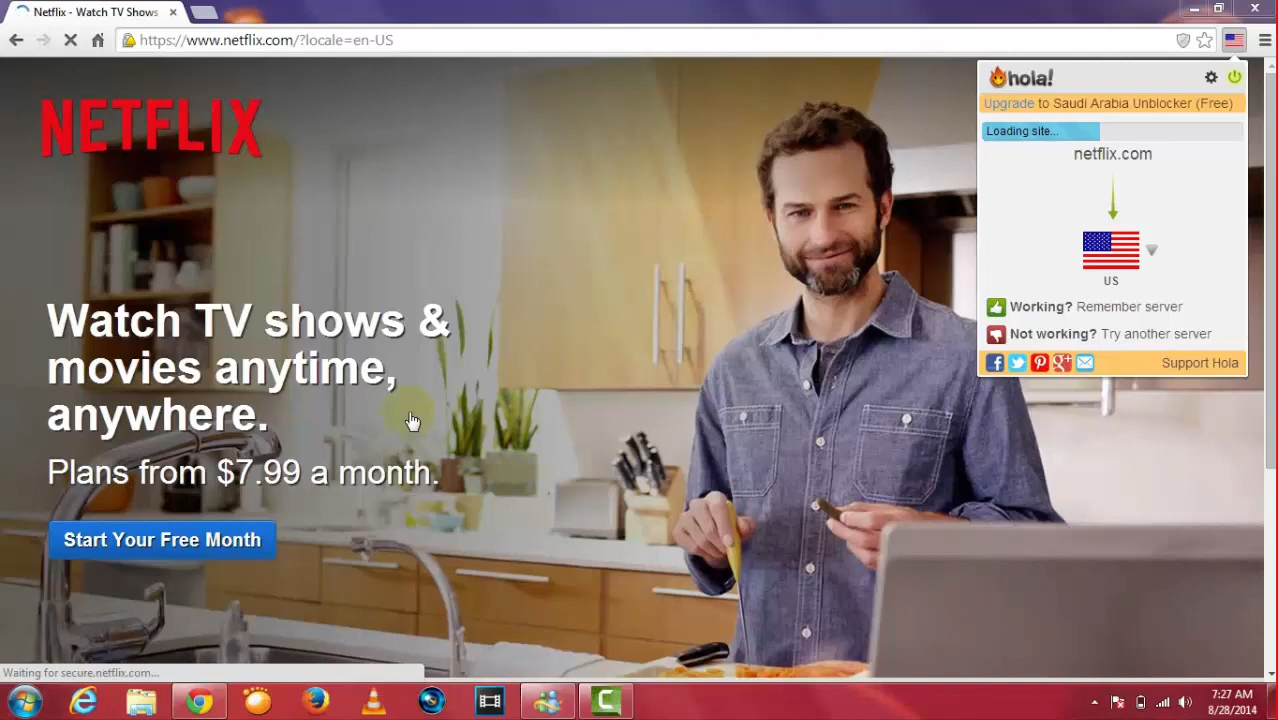 Netflix - Watch TV Shows
https://www.netflix.com/?locale=en-US
hola!
Upgrade to Saudi Arabia Unblocker (Free)
Loading site...
netflix.com
US
Working? Remember server
Not working? Try another server
Support Hola
NETFLIX
Watch TV shows &
movies anytime,
anywhere.
Plans from $7.99 a month.
Start Your Free Month
Waiting for secure.netflix.com...
7:27 AM
8/28/2014